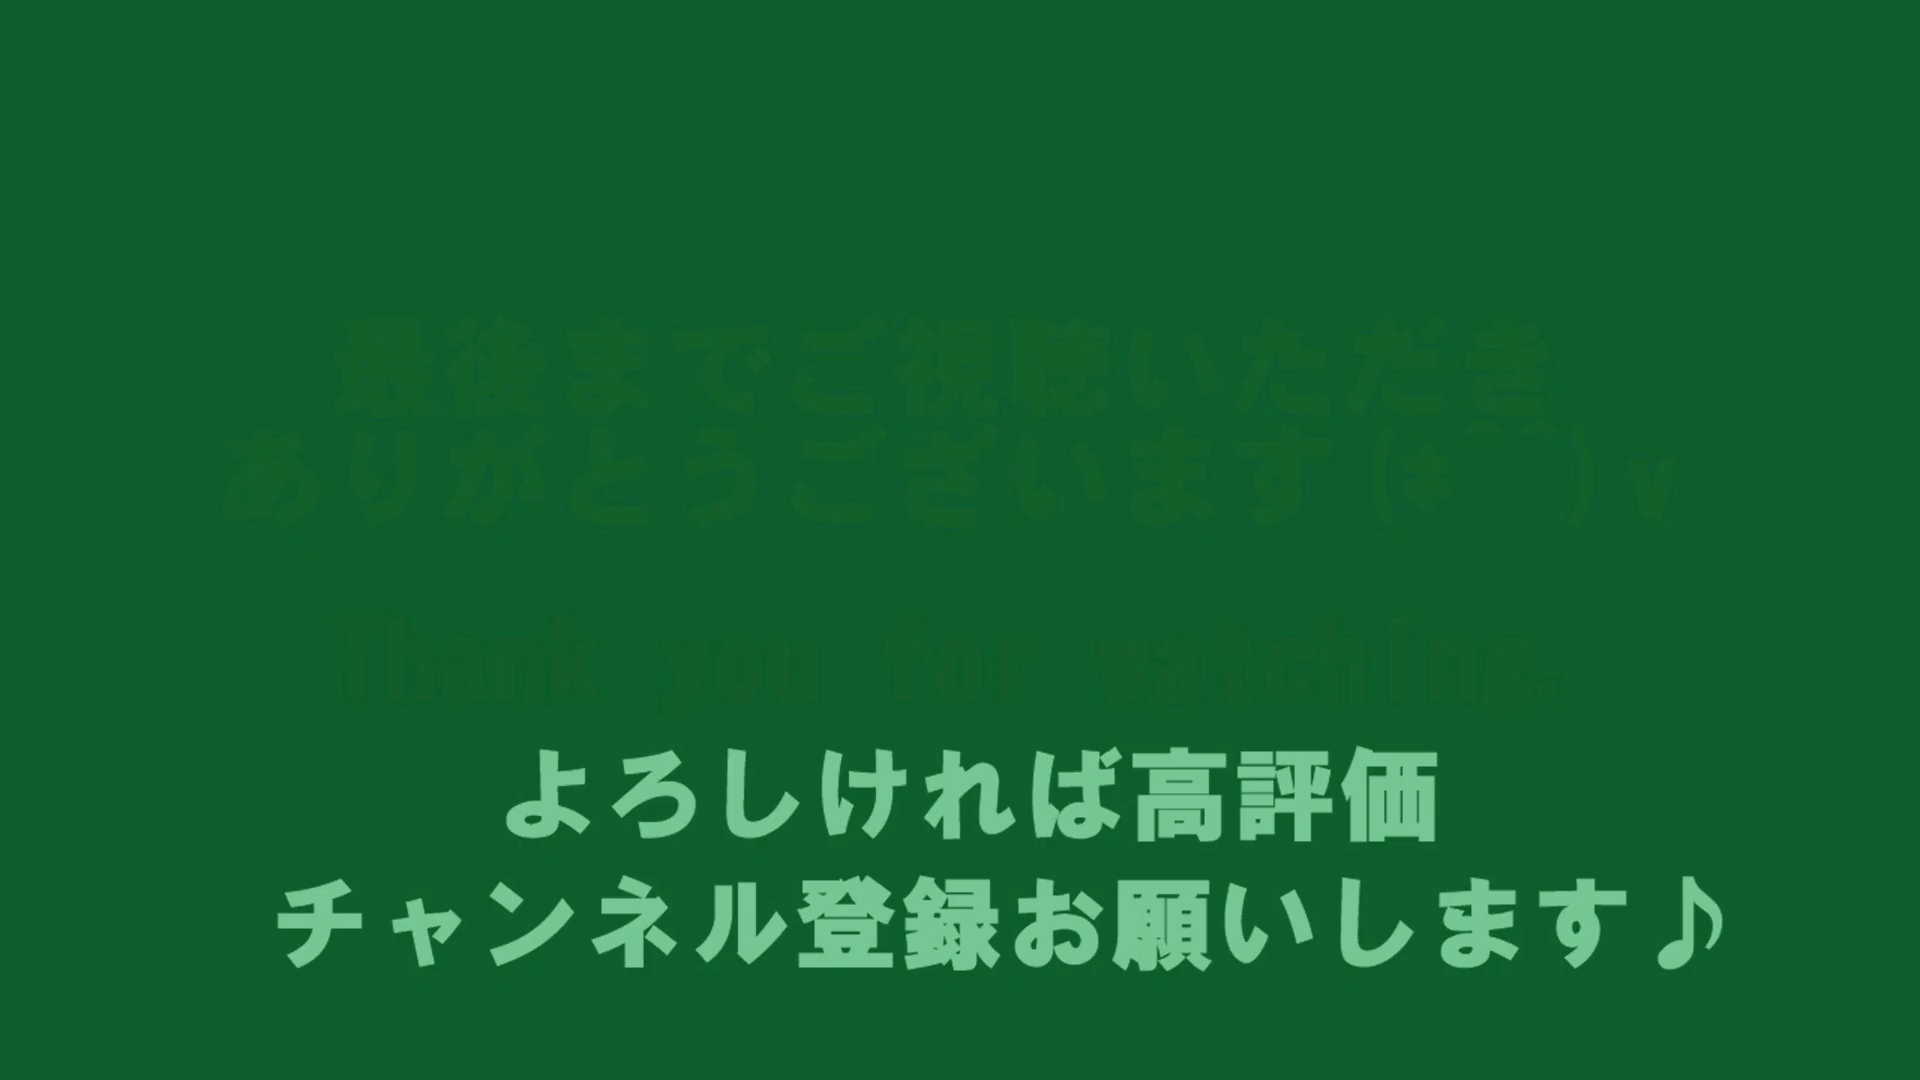 最後までご視聴いただき
ありがとうございます(*^^)v
Thank you for watching.
よろしければ高評価
チャンネル登録お願いします♪